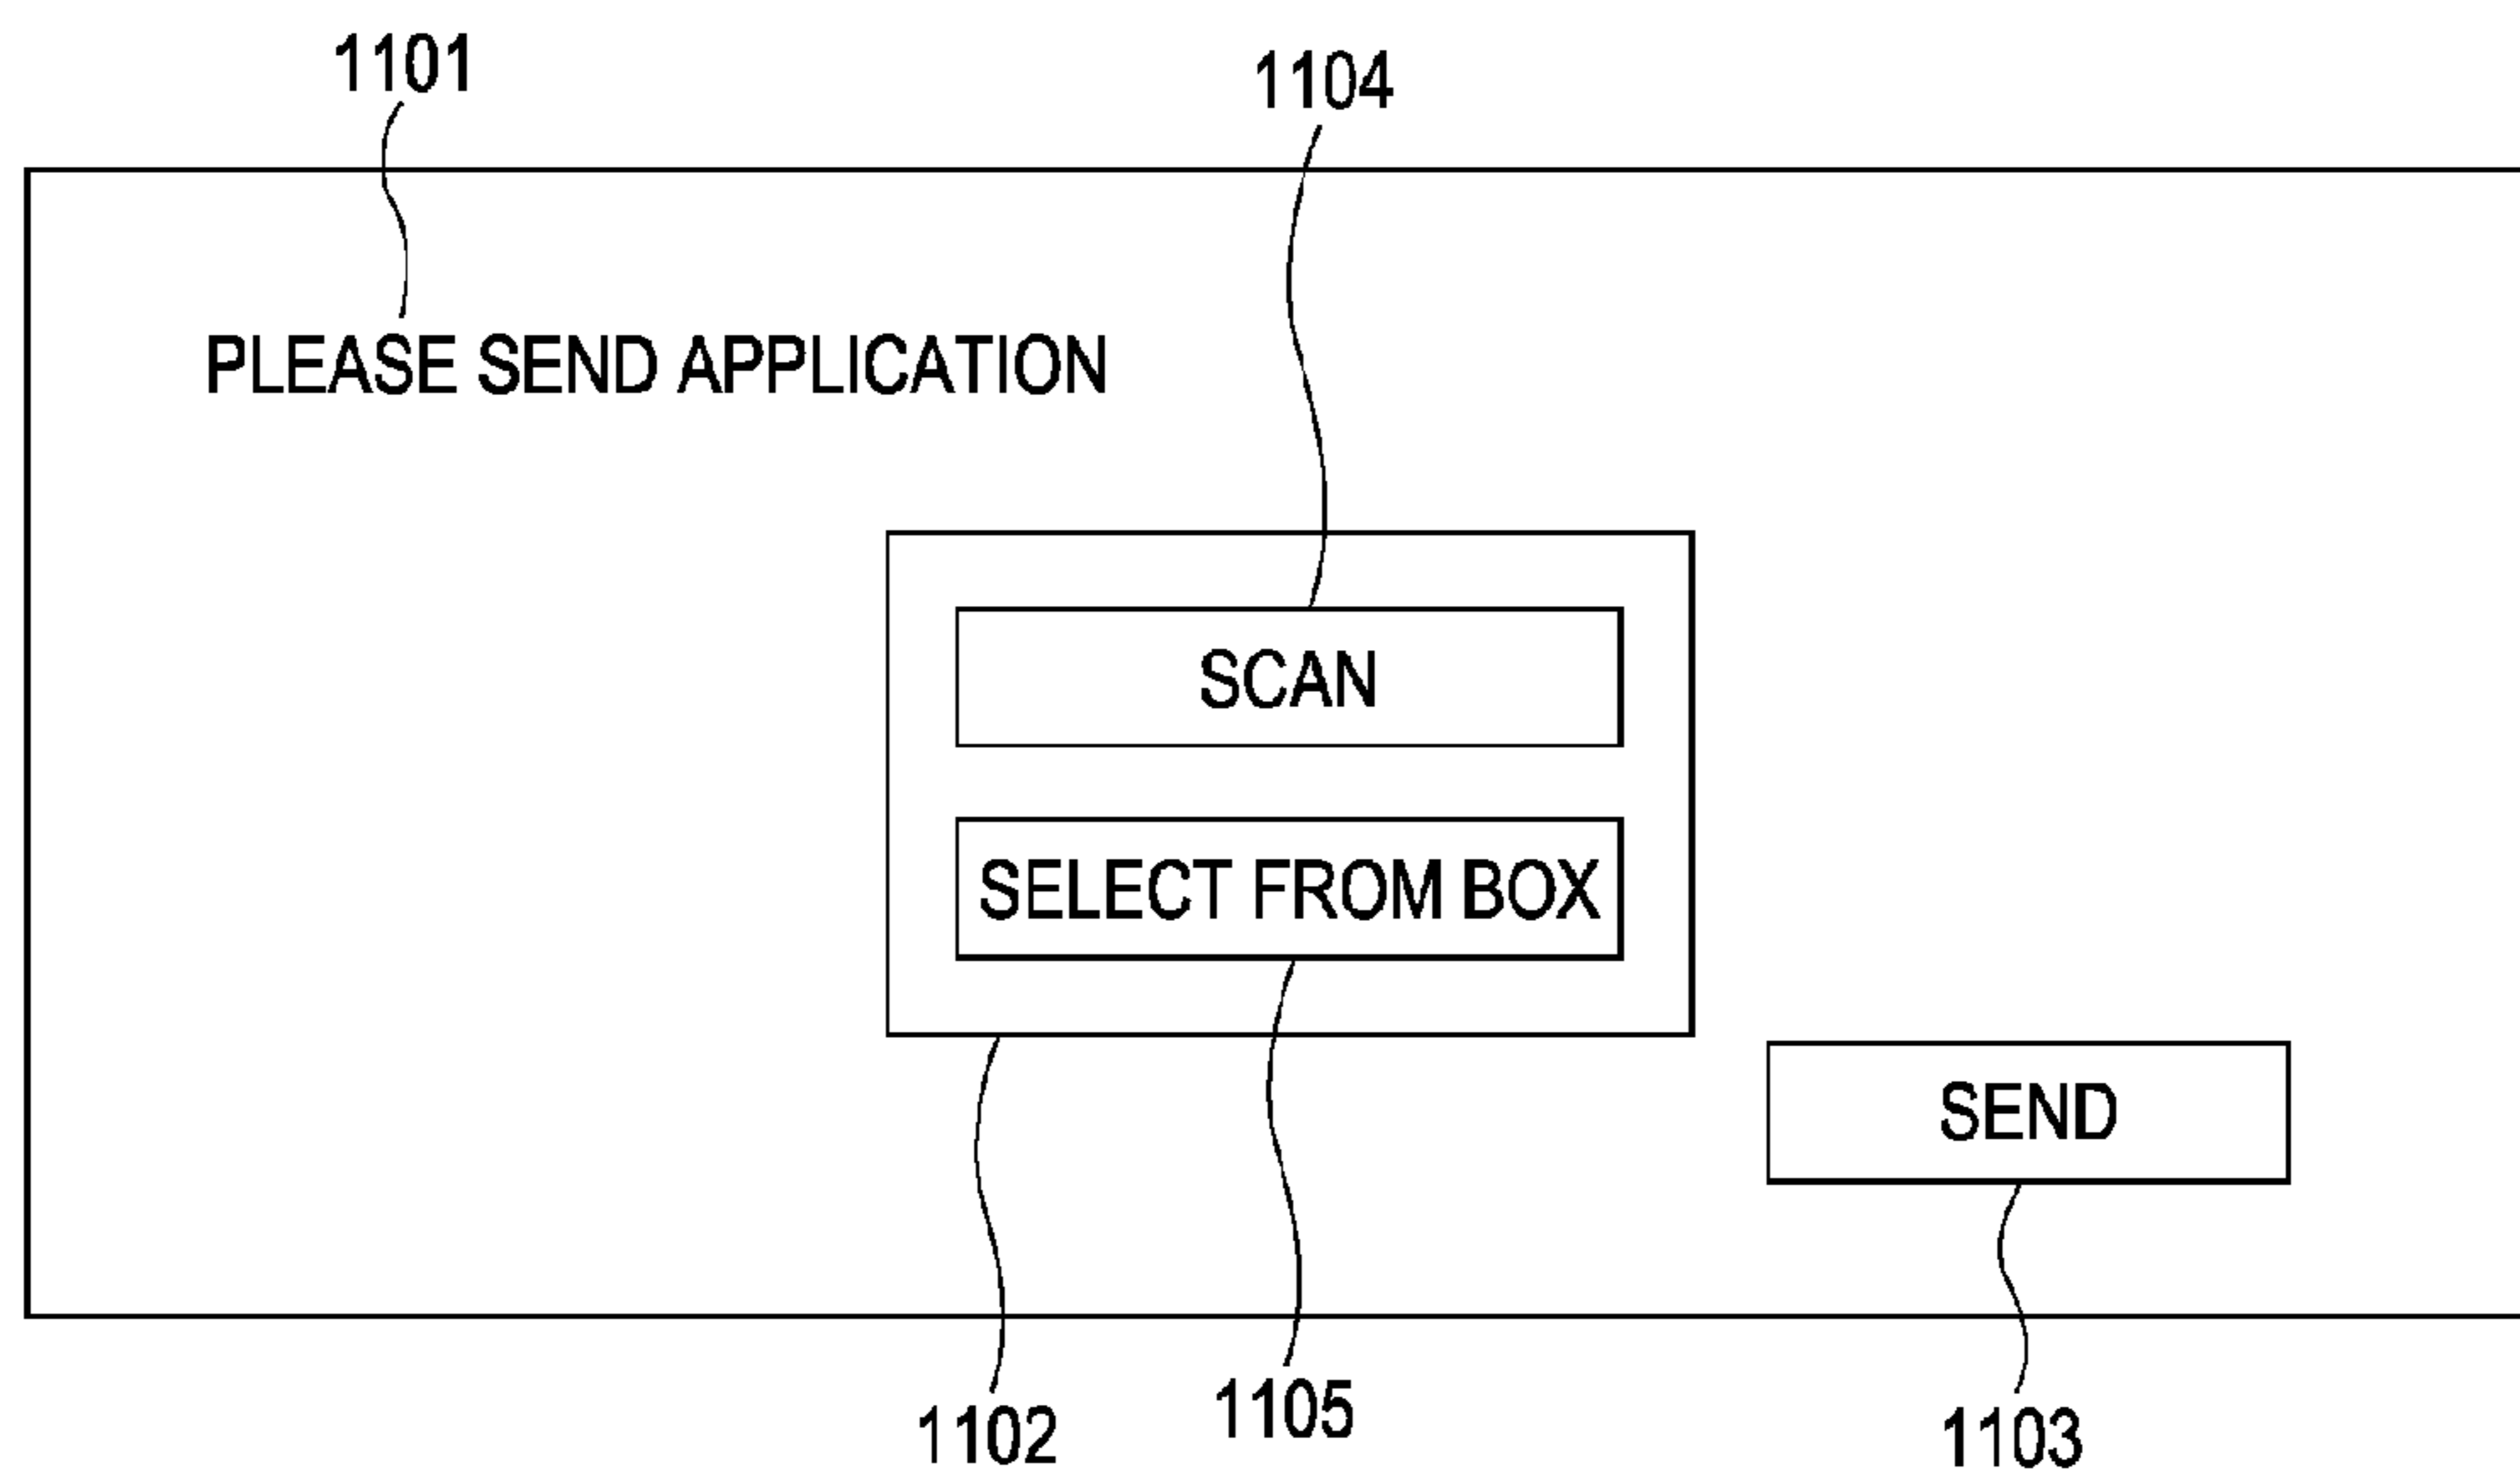 1101
1104
PLEASE SEND APPLICATION
SCAN
SELECT FROM BOX
SEND
1102
1105
1103